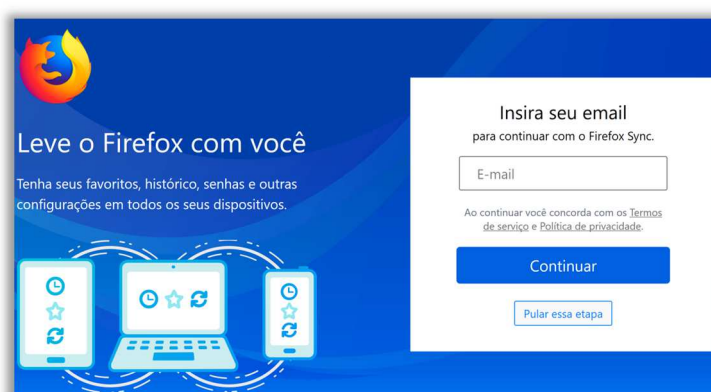 Leve o Firefox com você
Tenha seus favoritos, histórico, senhas e outras
configurações em todos os seus dispositivos.
Insira seu email
para continuar com o Firefox Sync.
E-mail
Ao continuar você concorda com os Termos
de serviço e Política de privacidade.
Continuar
Pular essa etapa